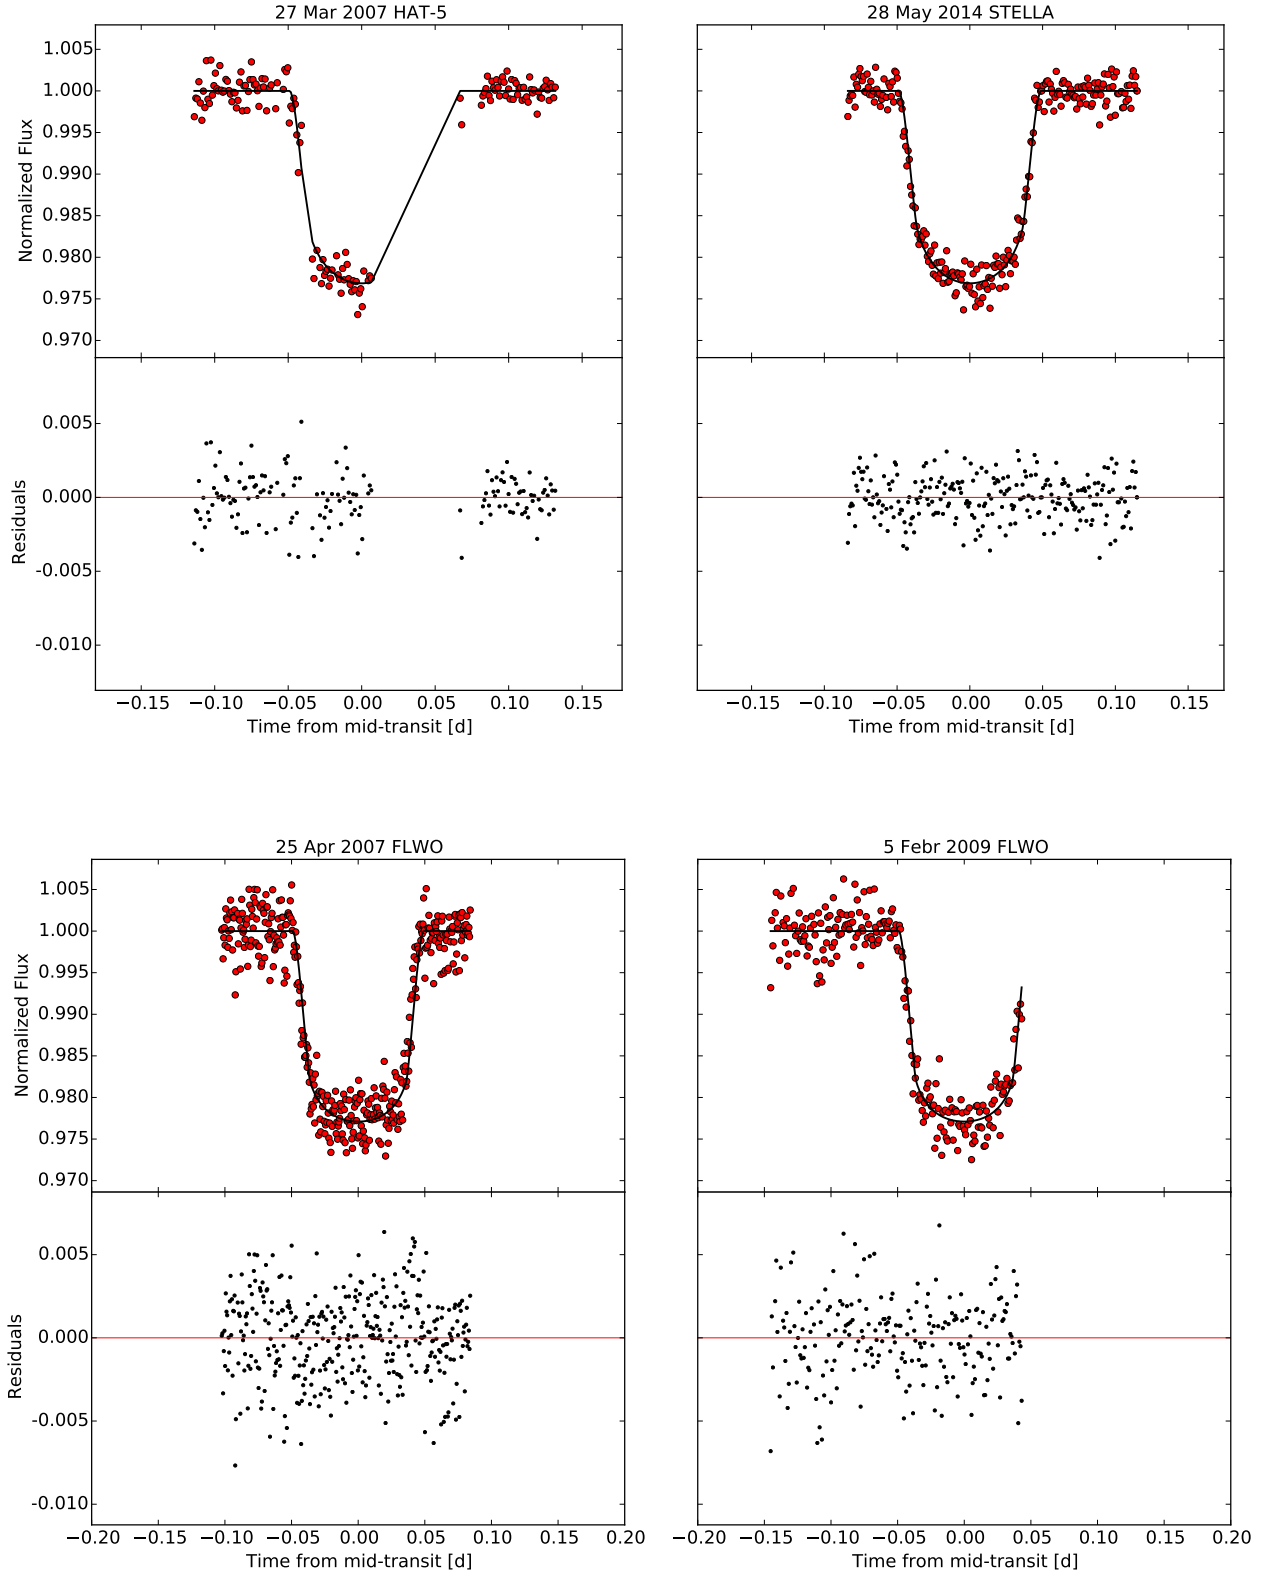 27 Mar 2007 HAT-5
28 May 2014 STELLA
1.005
1.000
0.995
0.990
0.985
0.980
0.975
0.970
Normalized Flux
0.005
0.000
-0.005
-0.010
Residuals
−0.15 −0.10 −0.05 0.00 0.05 0.10 0.15
Time from mid-transit [d]
−0.15 −0.10 −0.05 0.00 0.05 0.10 0.15
Time from mid-transit [d]
25 Apr 2007 FLWO
5 Febr 2009 FLWO
1.005
1.000
0.995
0.990
0.985
0.980
0.975
0.970
Normalized Flux
0.005
0.000
-0.005
-0.010
Residuals
−0.20 −0.15 −0.10 −0.05 0.00 0.05 0.10 0.15 0.20
Time from mid-transit [d]
−0.20 −0.15 −0.10 −0.05 0.00 0.05 0.10 0.15 0.20
Time from mid-transit [d]